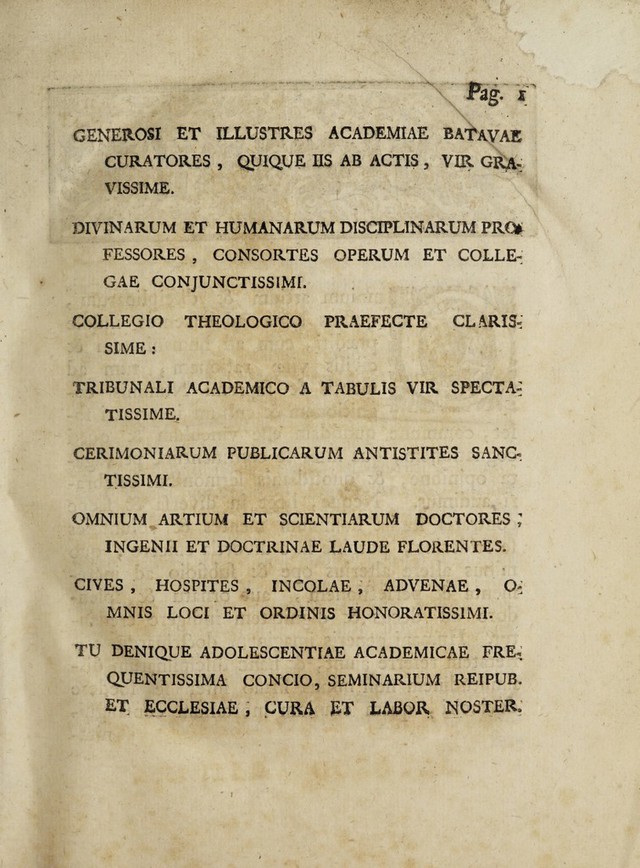 Pag. 1
GENEROSI ET ILLUSTRES ACADEMIAE BATAVAE
CURATORES, QUIQUE IIS AB ACTIS, VIR GRA-
VISSIME.
DIVINARUM ET HUMANARUM DISCIPLINARUM PRO-
FESSORES, CONSORTES OPERUM ET COLLE-
GAE CONJUNCTISSIMI.
COLLEGIO THEOLOGICO PRAEFECTE CLARIS-
SIME:
TRIBUNALI ACADEMICO A TABULIS VIR SPECTA-
TISSIME.
CERIMONIARUM PUBLICARUM ANTISTITES SANC-
TISSIMI.
OMNIUM ARTIUM ET SCIENTIARUM DOCTORES,
INGENII ET DOCTRINAE LAUDE FLORENTES.
CIVES, HOSPITES, INCOLAE, ADVENAE, O-
MNIS LOCI ET ORDINIS HONORATISSIMI.
TU DENIQUE ADOLESCENTIAE ACADEMICAE FRE-
QUENTISSIMA CONCIO, SEMINARIUM REIPUB.
ET ECCLESIAE, CURA ET LABOR NOSTER.